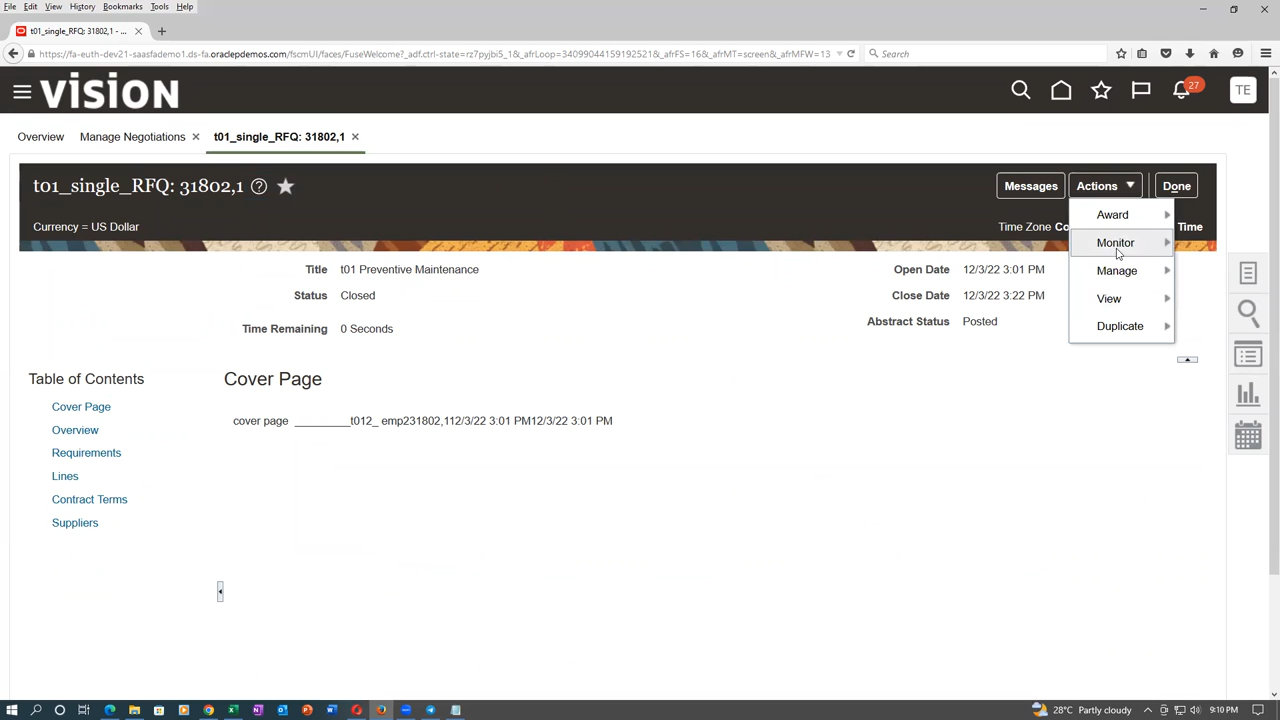 File Edit View History Bookmarks Tools Help
t01_single_RFQ: 31802,1 - ...
https://fa-euth-dev21-saasfademo1.ds-fa.oraclepdemos.com/fscmUI/faces/FuseWelcome?_adf.ctrl-state=rz7pyjbi5_1&_afrLoop=34099044159192521&_afrFS=16&_afrMT=screen&_afrMFW=13
Search
vision
27
TE
Overview Manage Negotiations t01_single_RFQ: 31802,1
t01_single_RFQ: 31802,1
Messages Actions Done
Currency = US Dollar
Time Zone Co
Time
Award
Monitor
Manage
View
Duplicate
Title t01 Preventive Maintenance
Status Closed
Time Remaining 0 Seconds
Open Date 12/3/22 3:01 PM
Close Date 12/3/22 3:22 PM
Abstract Status Posted
Table of Contents
Cover Page
Overview
Requirements
Lines
Contract Terms
Suppliers
Cover Page
cover page _________t012_ emp231802,112/3/22 3:01 PM12/3/22 3:01 PM
28°C Partly cloudy
9:10 PM